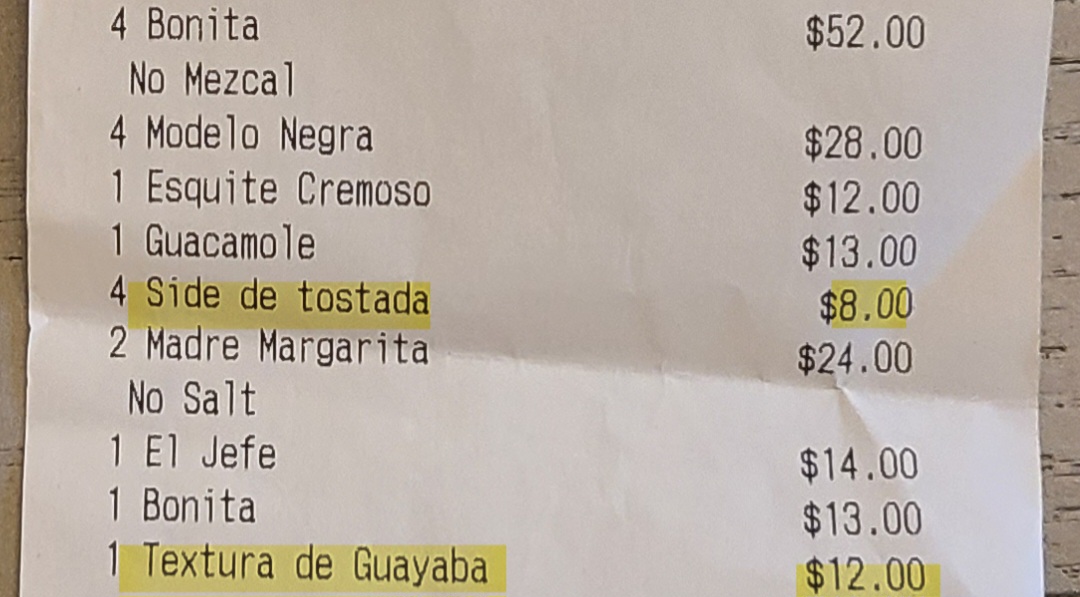 4 Bonita $52.00
No Mezcal
4 Modelo Negra $28.00
1 Esquite Cremoso $12.00
1 Guacamole $13.00
4 Side de tostada $8.00
2 Madre Margarita $24.00
No Salt
1 El Jefe $14.00
1 Bonita $13.00
1 Textura de Guayaba $12.00